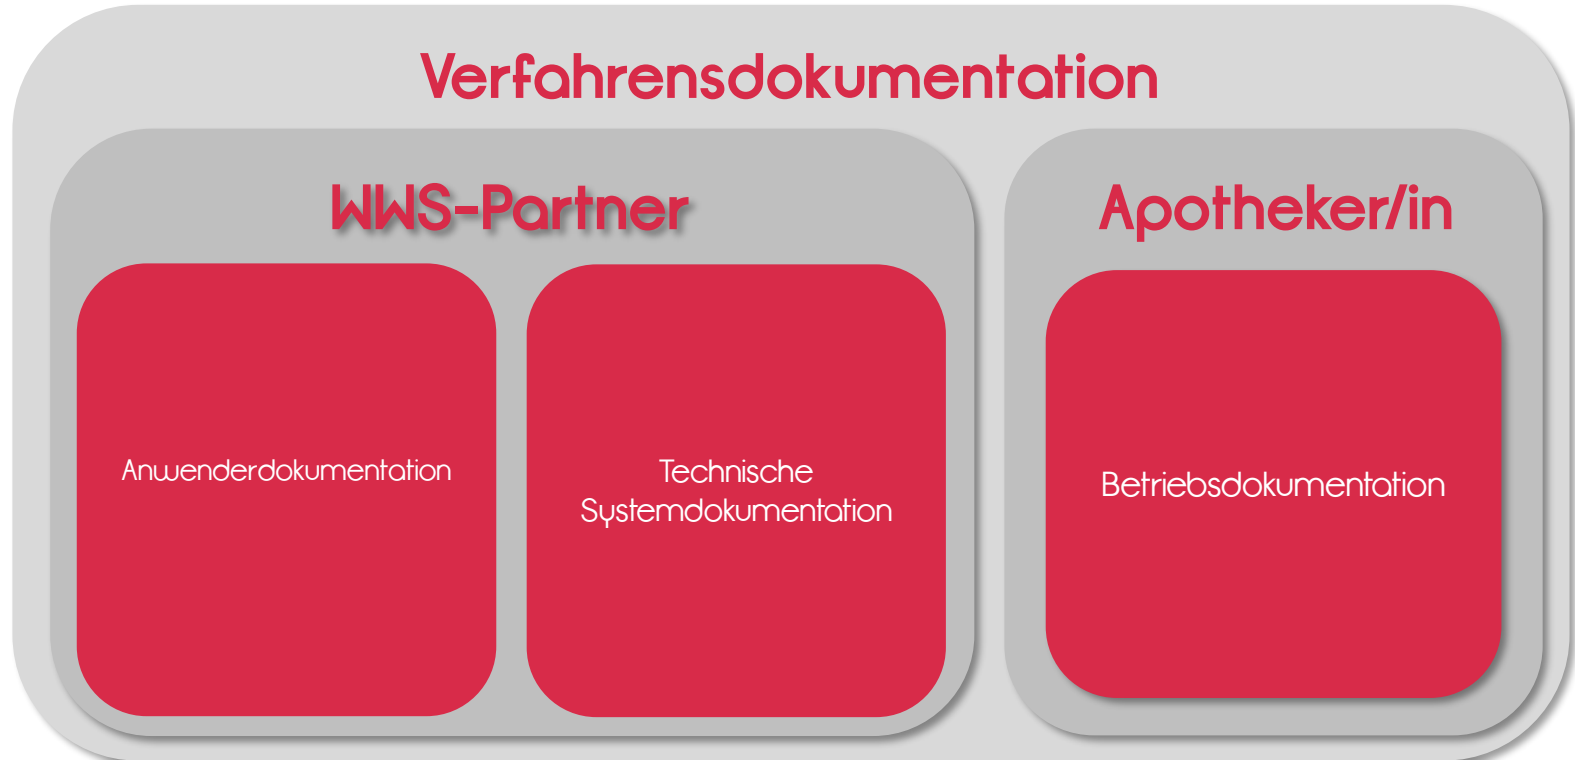 Verfahrensdokumentation
WWS-Partner
Apotheker/in
Anwenderdokumentation
Technische
Systemdokumentation
Betriebsdokumentation